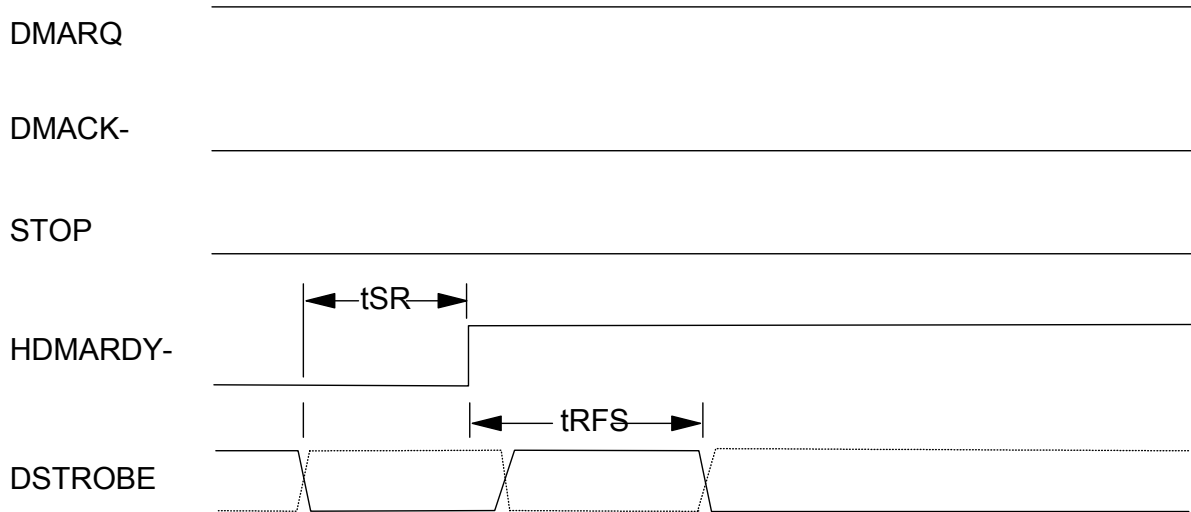 DMARQ
DMACK-
STOP
tSR
HDMARDY-
tRFS
DSTROBE